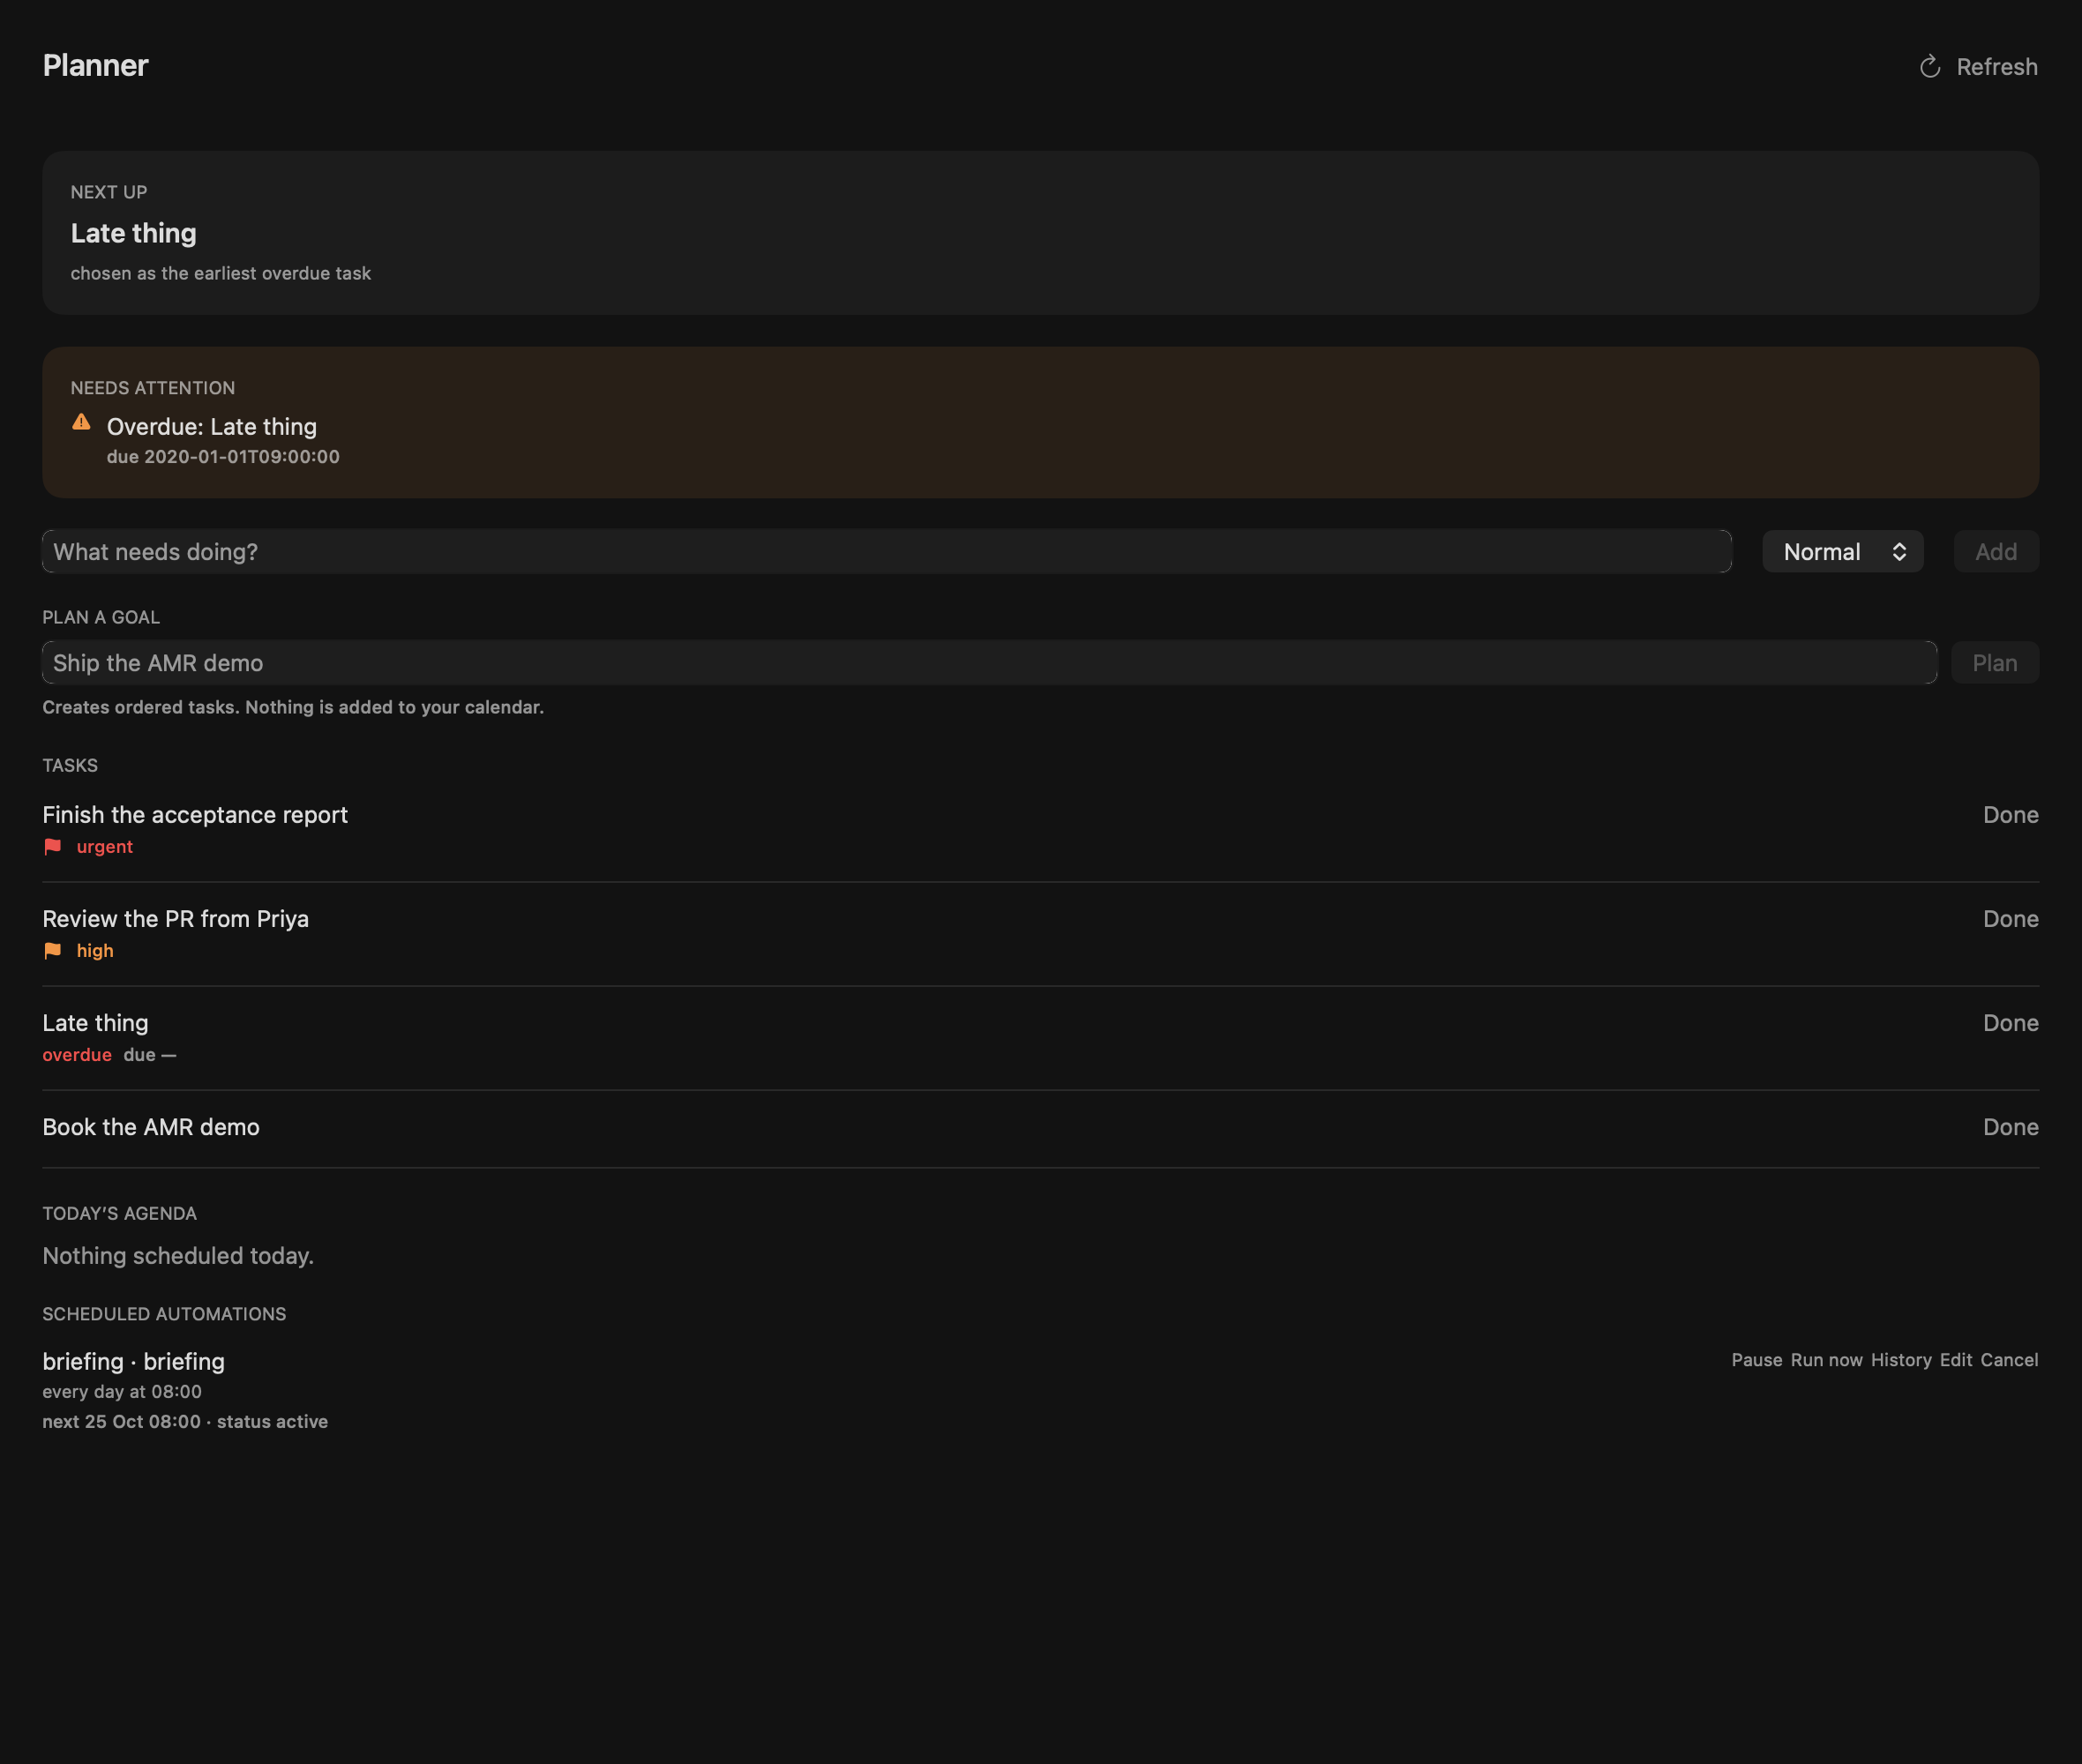 Planner
Refresh
NEXT UP
Late thing
chosen as the earliest overdue task
NEEDS ATTENTION
Overdue: Late thing
due 2020-01-01T09:00:00
What needs doing?
Normal
Add
PLAN A GOAL
Ship the AMR demo
Plan
Creates ordered tasks. Nothing is added to your calendar.
TASKS
Finish the acceptance report
Done
urgent
Review the PR from Priya
Done
high
Late thing
Done
overdue due —
Book the AMR demo
Done
TODAY'S AGENDA
Nothing scheduled today.
SCHEDULED AUTOMATIONS
briefing · briefing
Pause Run now History Edit Cancel
every day at 08:00
next 25 Oct 08:00 · status active